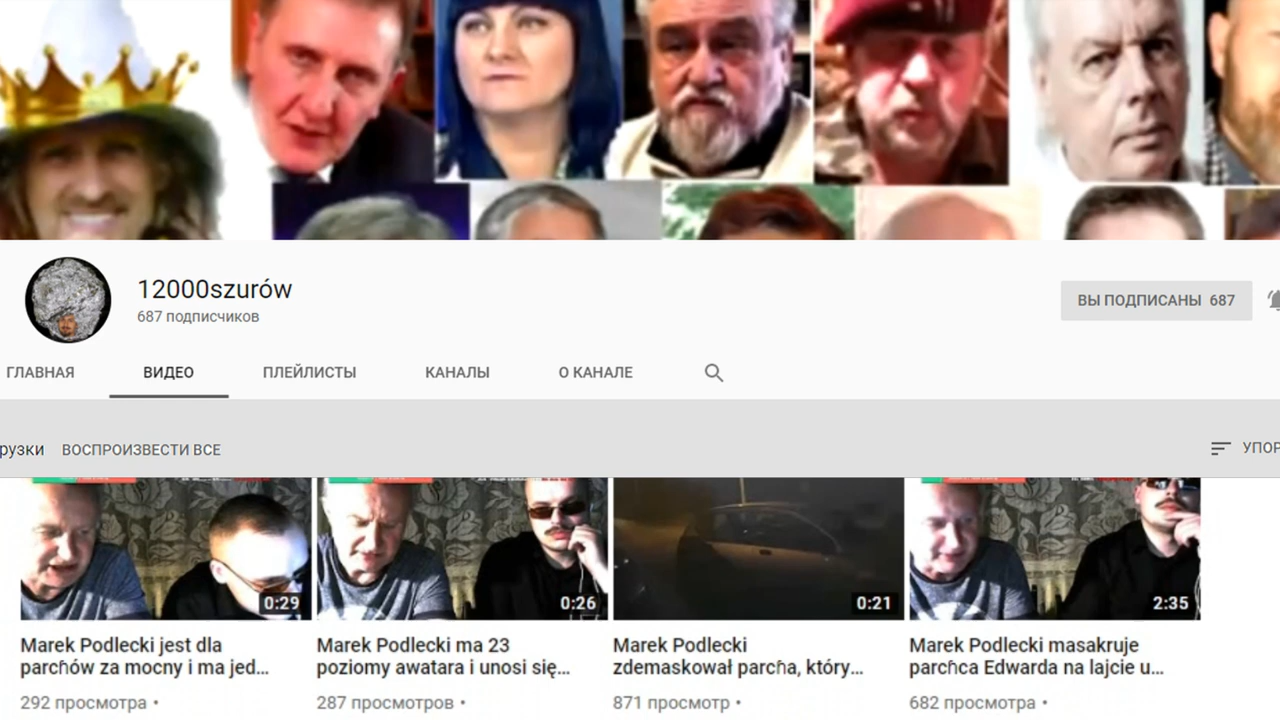 12000szurów
687 подписчиков
ВЫ ПОДПИСАНЫ 687
ГЛАВНАЯ ВИДЕО ПЛЕЙЛИСТЫ КАНАЛЫ О КАНАЛЕ
рузки ВОСПРОИЗВЕСТИ ВСЕ УПОР
0:29 0:26 0:21 2:35
Marek Podlecki jest dla
parcħów za mocny i ma jed...
292 просмотра •
Marek Podlecki ma 23
poziomy awatara i unosi się...
287 просмотров •
Marek Podlecki
zdemaskował parcħa, który...
871 просмотр •
Marek Podlecki masakruje
parcħca Edwarda na lajcie u...
682 просмотра •